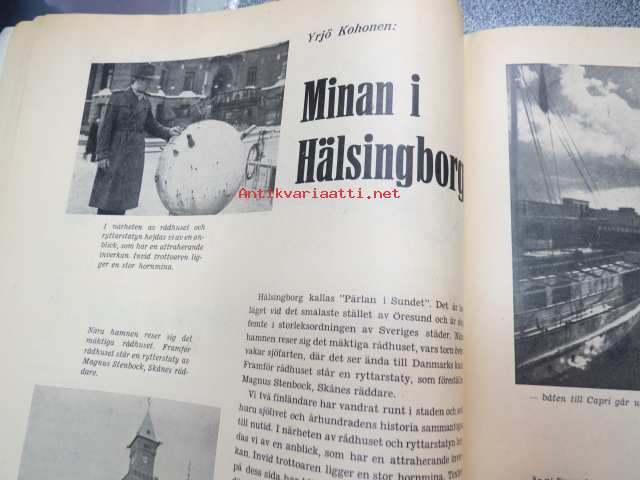 Yrjö Kohonen:
Minan i
Hälsingborg
Antikvariaatti.net
I närheten av rådhuset och
ryttarstatyn hejdas vi av en an-
blick, som har en attraherande
inverkan. Invid trottoaren lig-
ger en stor hornmina.
Nära hamnen reser sig det
mäktiga rådhuset. Framför
rådhuset står en ryttarstaty av
Magnus Stenbock, Skånes räd-
dare.
Hälsingborg kallas "Pärlan i Sundet". Det är
läget vid det smalaste stället av Öresund och är
femte i storleksordningen av Sveriges städer.
hamnen reser sig det mäktiga rådhuset, vars torn över-
vakar sjöfarten, där det ser ända till Danmarks
Framför rådhuset står en ryttarstaty, som föreställer
Magnus Stenbock, Skånes räddare.
Vi två finländare har vandrat runt i staden och
huru sjölivet och århundradens historia
till nutid. I närheten av rådhuset och ryttarstatyn
das vi av en anblick, som har en attraherande
kan. Invid trottoaren ligger en stor hornmina.
på dess sida
— båten till Capri går